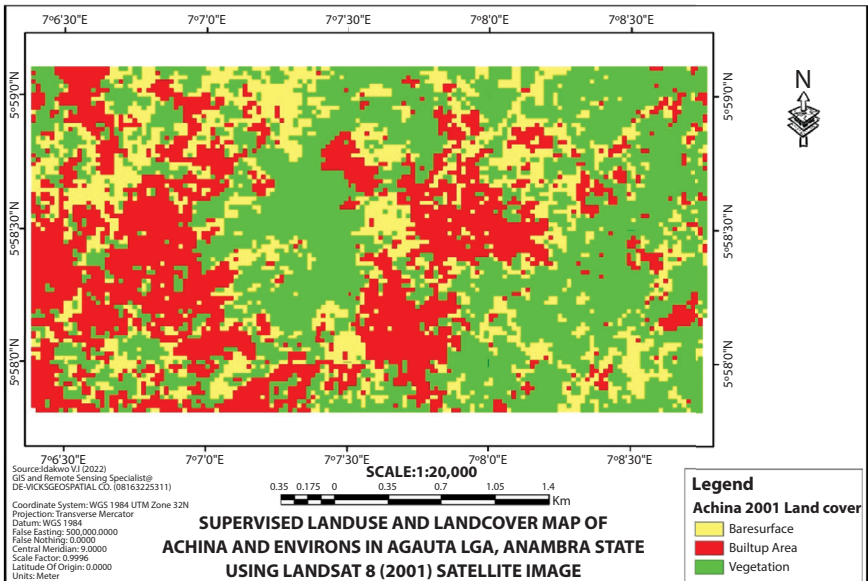 7°6'30"E 7°7'0"E 7°7'30"E 7°8'0"E 7°8'30"E
N
5°59'0"N
5°59'0"N
5°58'30"N
5°58'0"N
5°58'0"N
7°6'30"E 7°7'0"E 7°7'30"E 7°8'0"E 7°8'30"E
Source:Idakwo V.I (2022)
GIS and Remote Sensing Specialist@
DE-VICKSGEOSPATIAL CO. (08163225311)
Coordinate System: WGS 1984 UTM Zone 32N
Projection: Transverse Mercator
Datum: WGS 1984
False Easting: 500,000.0000
False Nothing: 0.0000
Central Meridian: 9.0000
Scale Factor: 0.9996
Latitude Of Origin: 0.0000
Units: Meter
SCALE:1:20,000
0.35 0.175 0 0.35 0.7 1.05 1.4
Km
SUPERVISED LANDUSE AND LANDCOVER MAP OF
ACHINA AND ENVIRONS IN AGAUTA LGA, ANAMBRA STATE
USING LANDSAT 8 (2001) SATELLITE IMAGE
Legend
Achina 2001 Land cover
Baresurface
Builtup Area
Vegetation